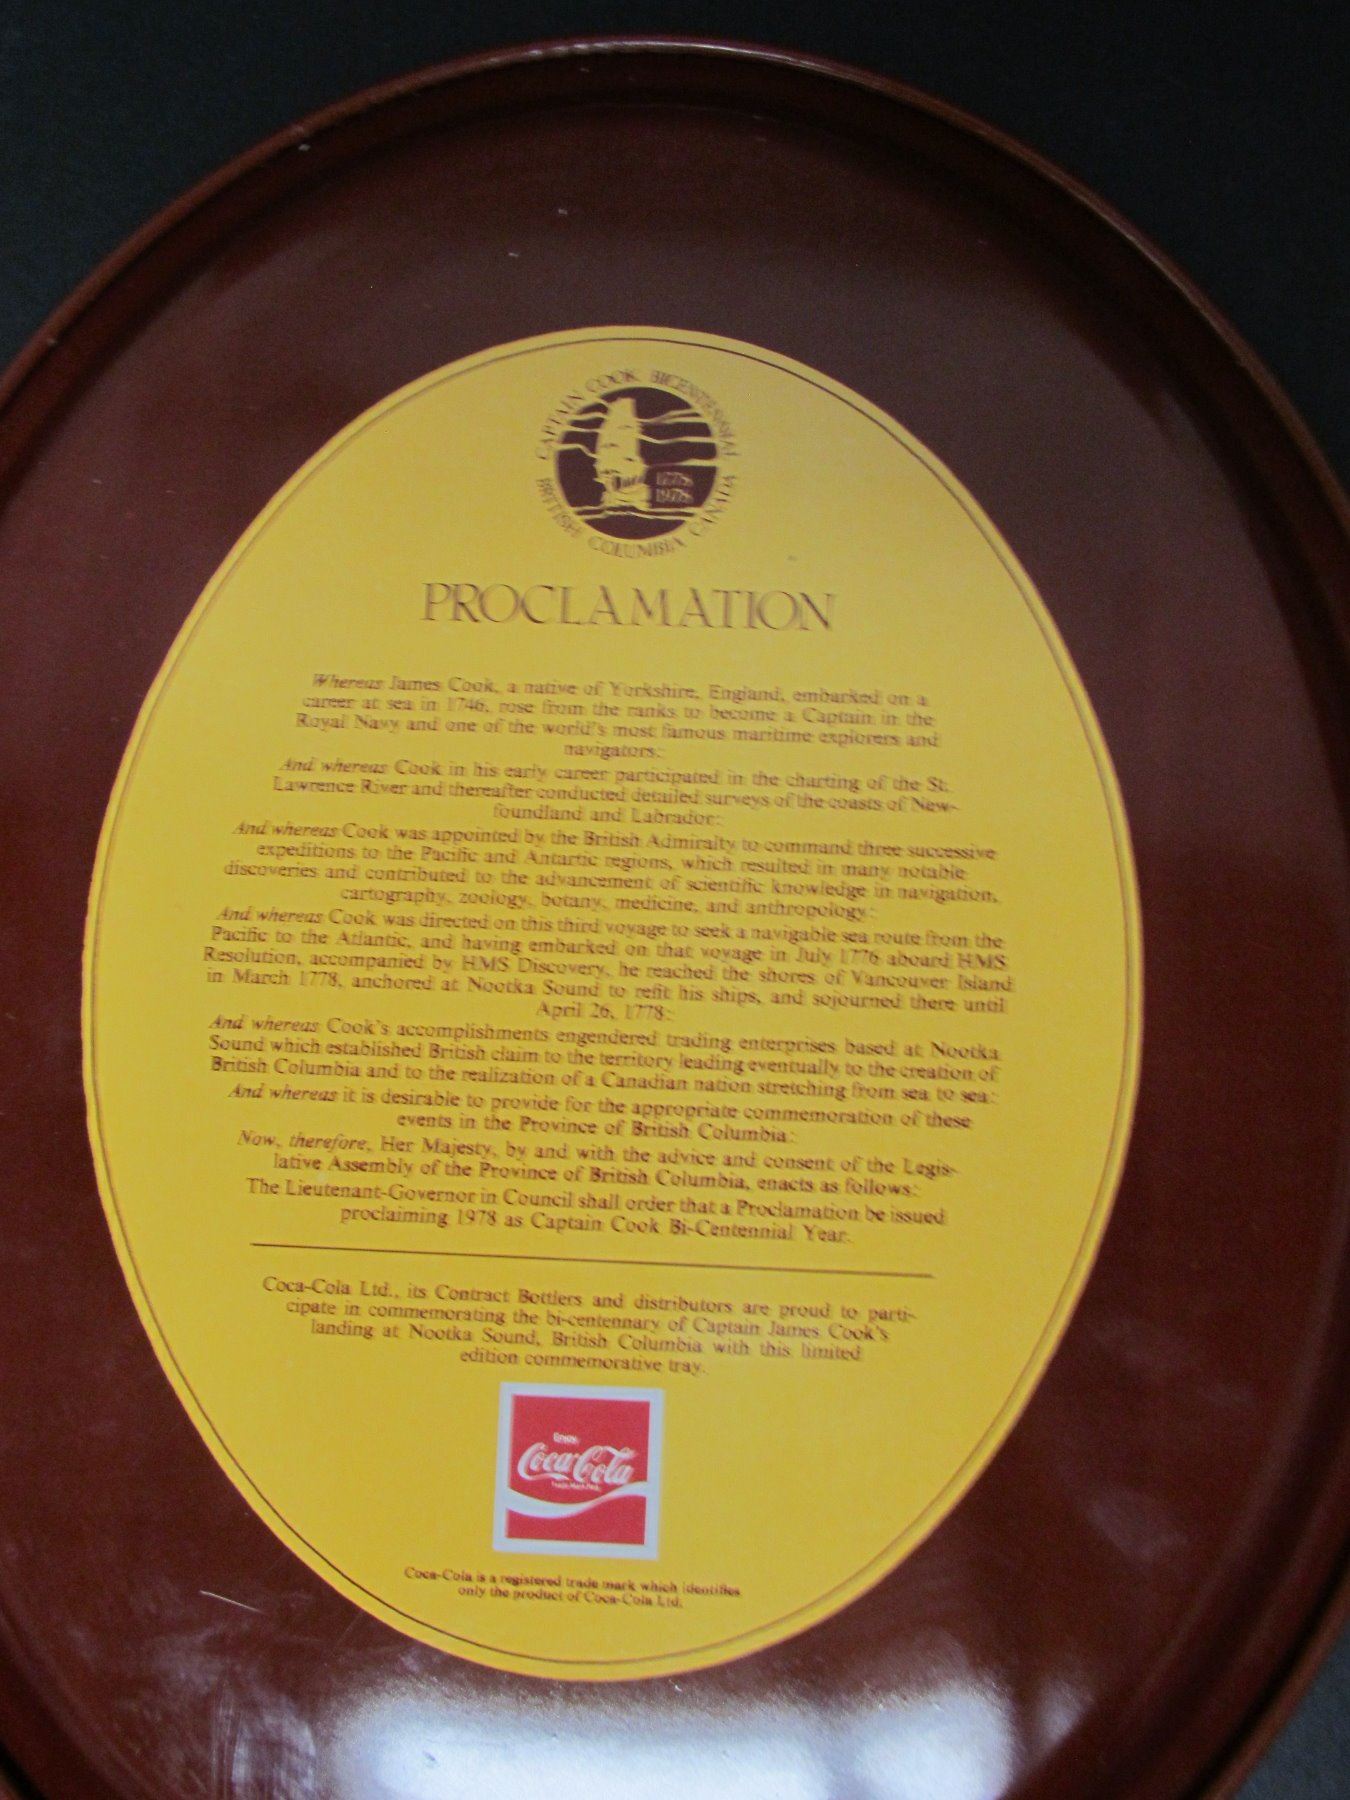 CAPTAIN COOK BICENTENNIAL
1778
1978
BRITISH COLUMBIA CANADA
PROCLAMATION
Whereas James Cook, a native of Yorkshire, England, embarked on a
career at sea in 1746, rose from the ranks to become a Captain in the
Royal Navy and one of the world's most famous maritime explorers and
navigators:
And whereas Cook in his early career participated in the charting of the St.
Lawrence River and thereafter conducted detailed surveys of the coasts of New-
foundland and Labrador:
And whereas Cook was appointed by the British Admiralty to command three successive
expeditions to the Pacific and Antartic regions, which resulted in many notable
discoveries and contributed to the advancement of scientific knowledge in navigation,
cartography, zoology, botany, medicine, and anthropology:
And whereas Cook was directed on this third voyage to seek a navigable sea route from the
Pacific to the Atlantic, and having embarked on that voyage in July 1776 aboard HMS
Resolution, accompanied by HMS Discovery, he reached the shores of Vancouver Island
in March 1778, anchored at Nootka Sound to refit his ships, and sojourned there until
April 26, 1778:
And whereas Cook's accomplishments engendered trading enterprises based at Nootka
Sound which established British claim to the territory leading eventually to the creation of
British Columbia and to the realization of a Canadian nation stretching from sea to sea:
And whereas it is desirable to provide for the appropriate commemoration of these
events in the Province of British Columbia:
Now, therefore, Her Majesty, by and with the advice and consent of the Legis-
lative Assembly of the Province of British Columbia, enacts as follows:
The Lieutenant-Governor in Council shall order that a Proclamation be issued
proclaiming 1978 as Captain Cook Bi-Centennial Year.
Coca-Cola Ltd., its Contract Bottlers and distributors are proud to parti-
cipate in commemorating the bi-centennary of Captain James Cook's
landing at Nootka Sound, British Columbia with this limited
edition commemorative tray.
Enjoy
Coca-Cola
Trade Mark Reg.
Coca-Cola is a registered trade mark which identifies
only the product of Coca-Cola Ltd.